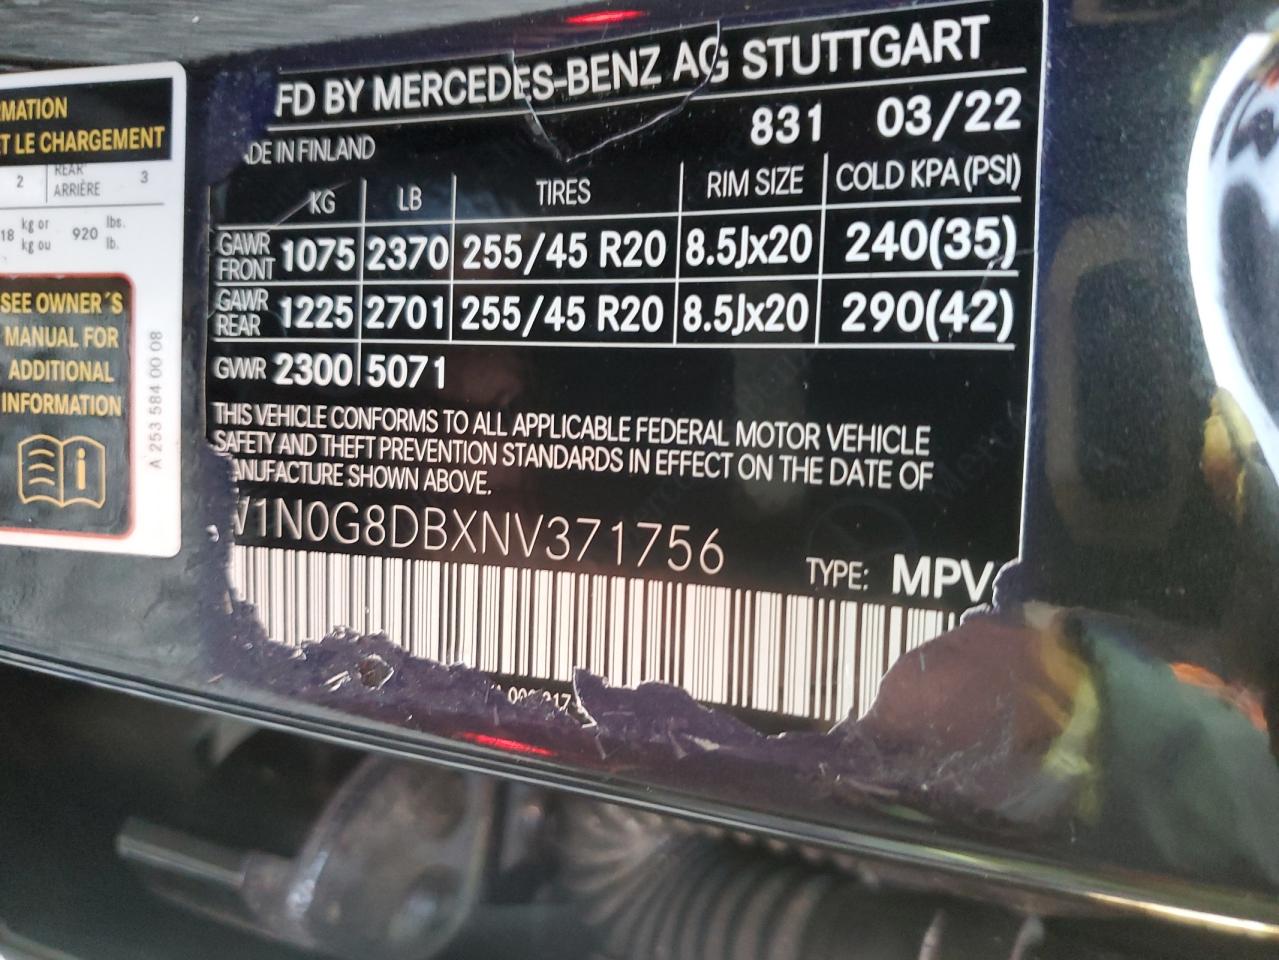 RMATION
ET LE CHARGEMENT
2 REAR ARRIÈRE 3
18 kg or kg ou 920 lbs. lb.
SEE OWNER´S
MANUAL FOR
ADDITIONAL
INFORMATION
A 253 584 00 08
FD BY MERCEDES-BENZ AG STUTTGART
831 03/22
DE IN FINLAND
KG LB TIRES RIM SIZE COLD KPA (PSI)
GAWR FRONT 1075 2370 255/45 R20 8.5Jx20 240(35)
GAWR REAR 1225 2701 255/45 R20 8.5Jx20 290(42)
GVWR 2300 5071
THIS VEHICLE CONFORMS TO ALL APPLICABLE FEDERAL MOTOR VEHICLE
SAFETY AND THEFT PREVENTION STANDARDS IN EFFECT ON THE DATE OF
ANUFACTURE SHOWN ABOVE.
W1N0G8DBXNV371756
TYPE: MPV